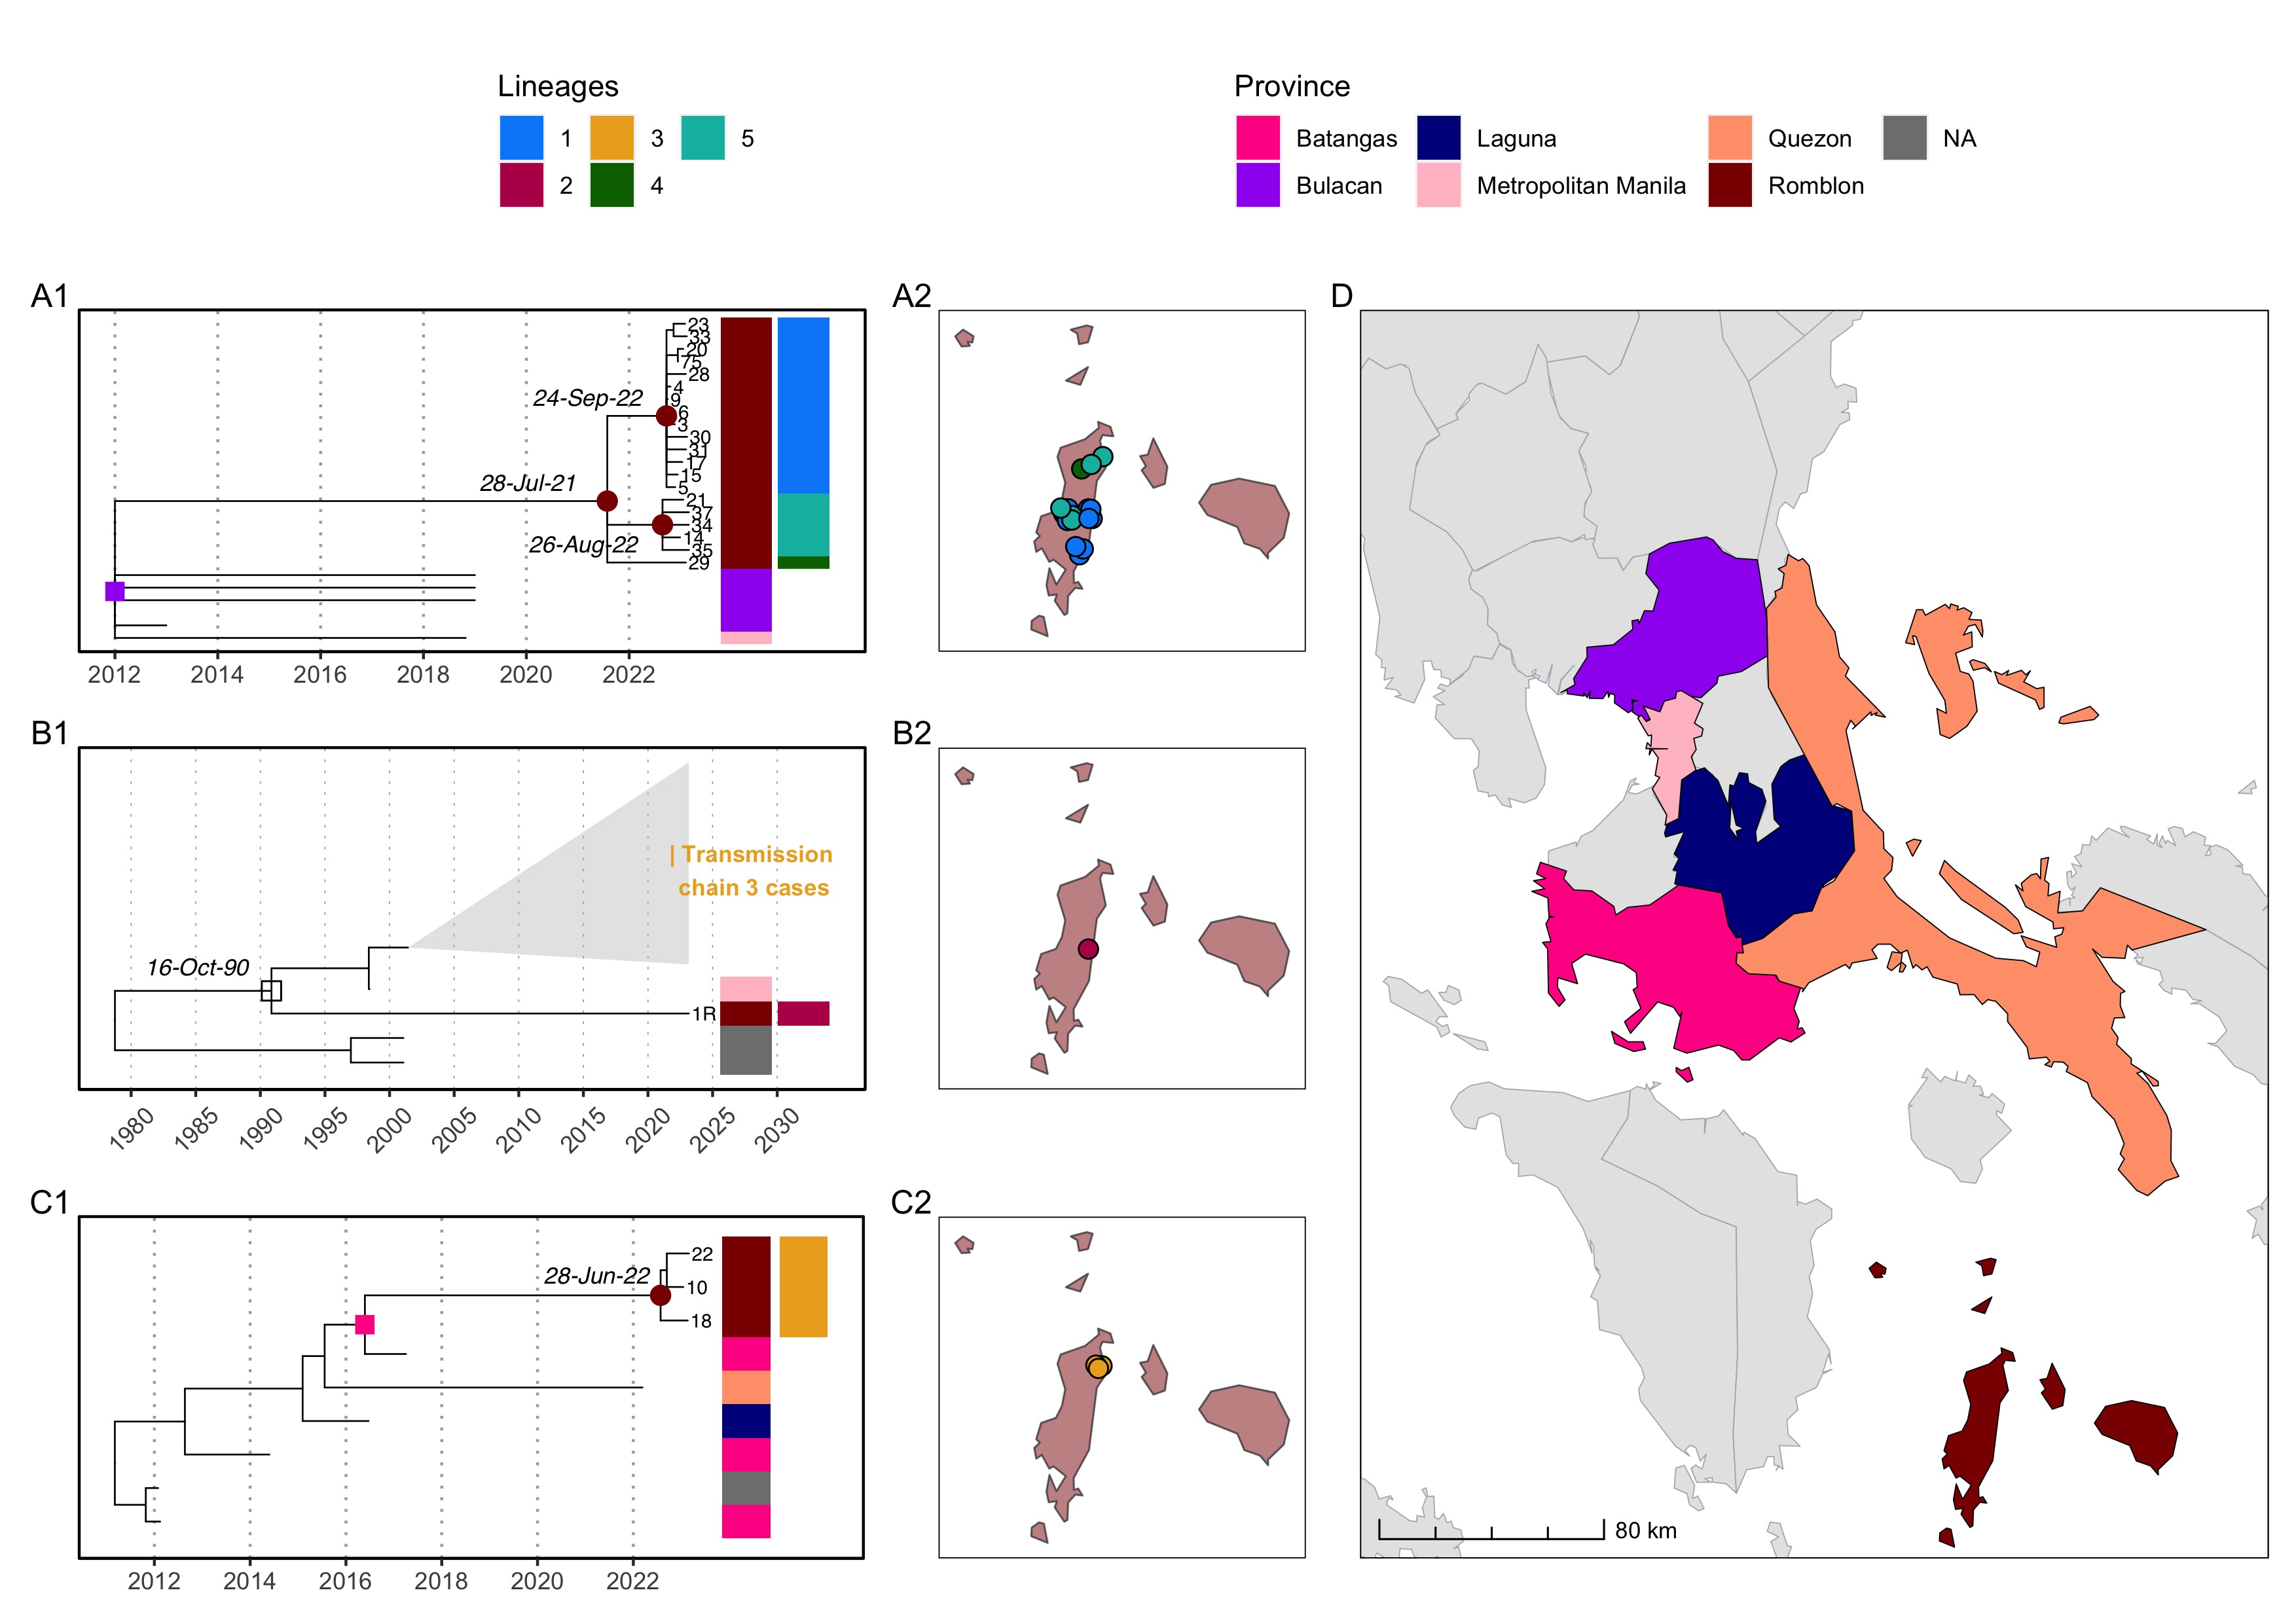 Lineages
1 3 5
2 4
Province
Batangas Laguna Quezon NA
Bulacan Metropolitan Manila Romblon
A1
23
33
20
75
28
4
9
24-Sep-22
6
3
30
31
17
15
28-Jul-21
5
21
37
34
14
26-Aug-22
35
29
2012 2014 2016 2018 2020 2022
A2
D
80 km
B1
| Transmission
chain 3 cases
16-Oct-90
1R
1980 1985 1990 1995 2000 2005 2010 2015 2020 2025 2030
B2
C1
22
28-Jun-22
10
18
2012 2014 2016 2018 2020 2022
C2